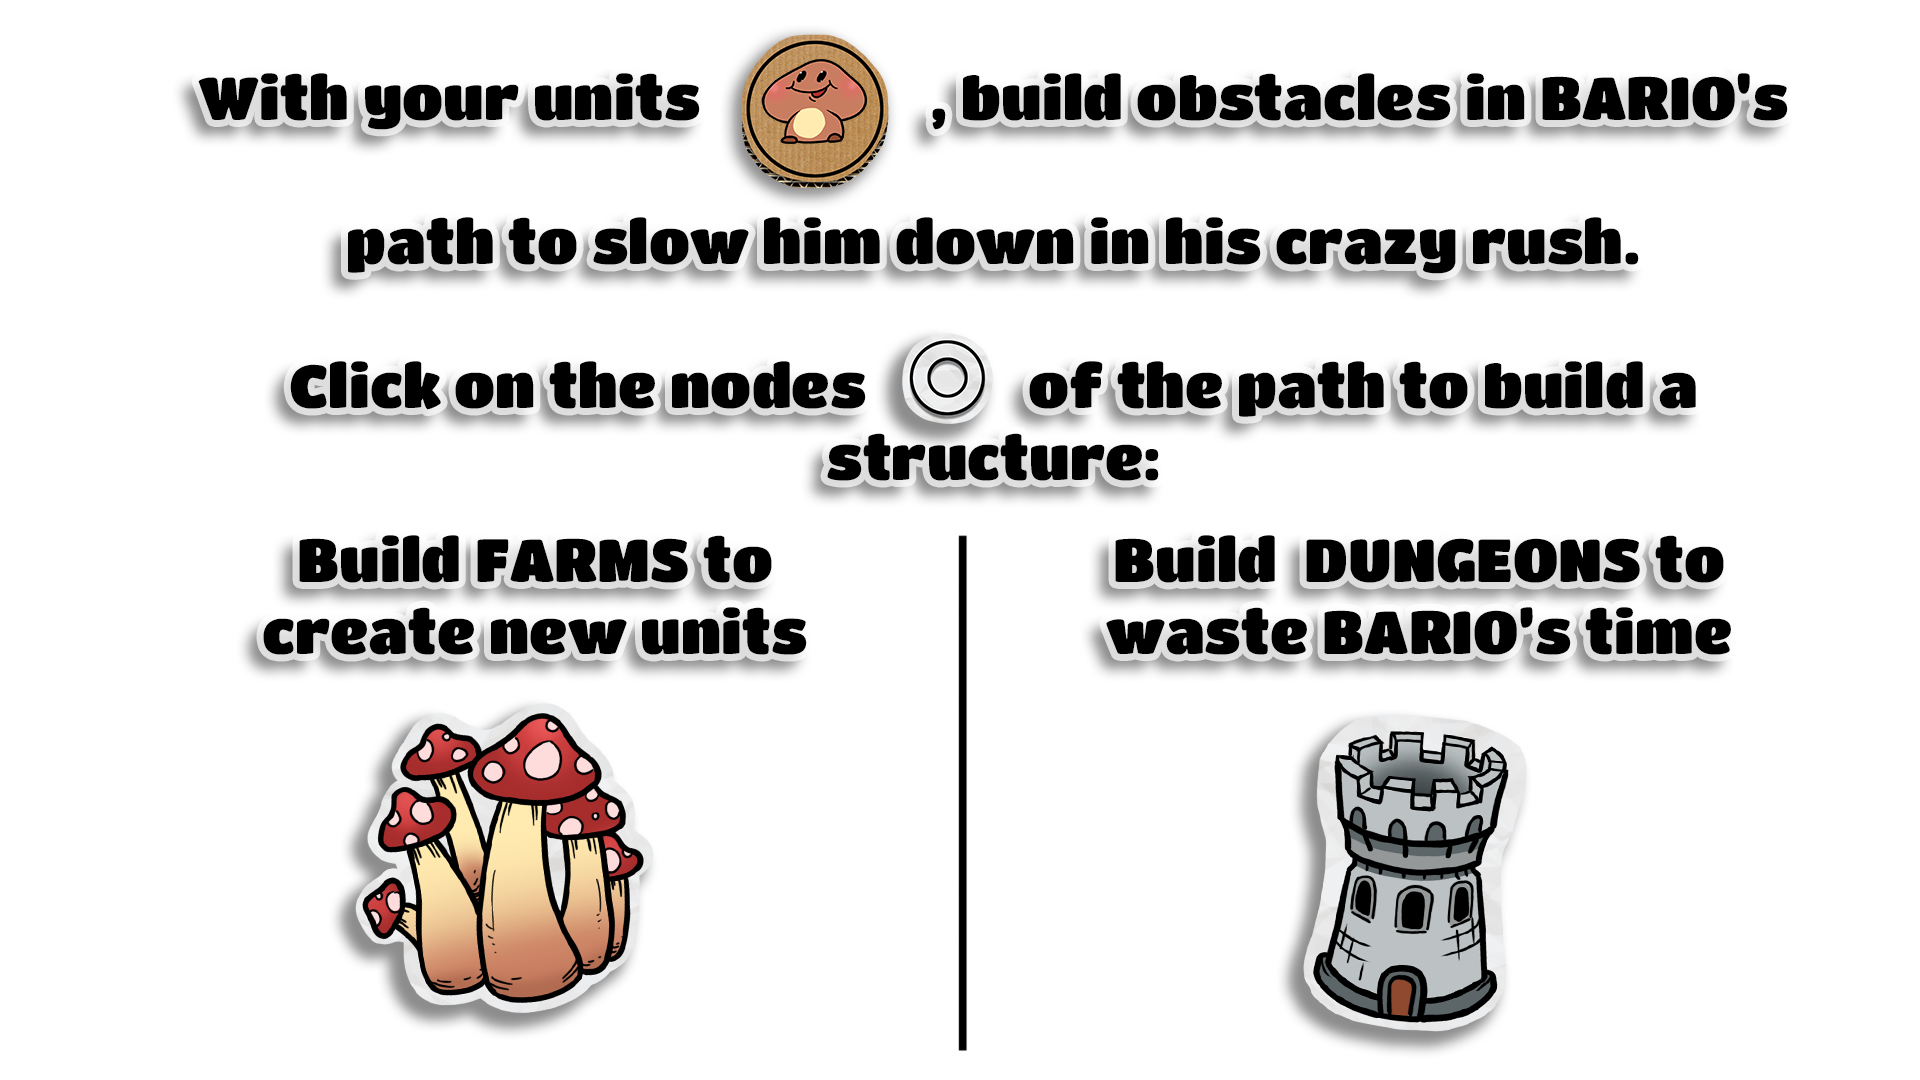 With your units , build obstacles in BARIO's
path to slow him down in his crazy rush.
Click on the nodes of the path to build a
structure:
Build FARMS to
create new units
Build DUNGEONS to
waste BARIO's time